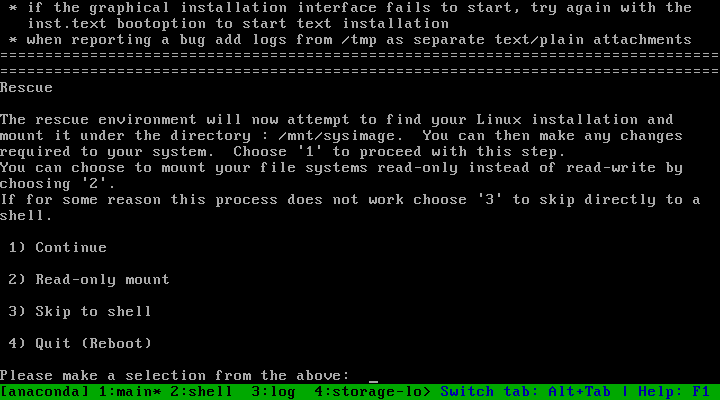 * if the graphical installation interface fails to start, try again with the
inst.text bootoption to start text installation
* when reporting a bug add logs from /tmp as separate text/plain attachments
================================================================================
================================================================================
Rescue
The rescue environment will now attempt to find your Linux installation and
mount it under the directory : /mnt/sysimage.  You can then make any changes
required to your system.  Choose '1' to proceed with this step.
You can choose to mount your file systems read-only instead of read-write by
choosing '2'.
If for some reason this process does not work choose '3' to skip directly to a
shell.
1) Continue
2) Read-only mount
3) Skip to shell
4) Quit (Reboot)
Please make a selection from the above:  _
[anaconda] 1:main* 2:shell  3:log  4:storage-lo> Switch tab: Alt+Tab | Help: F1